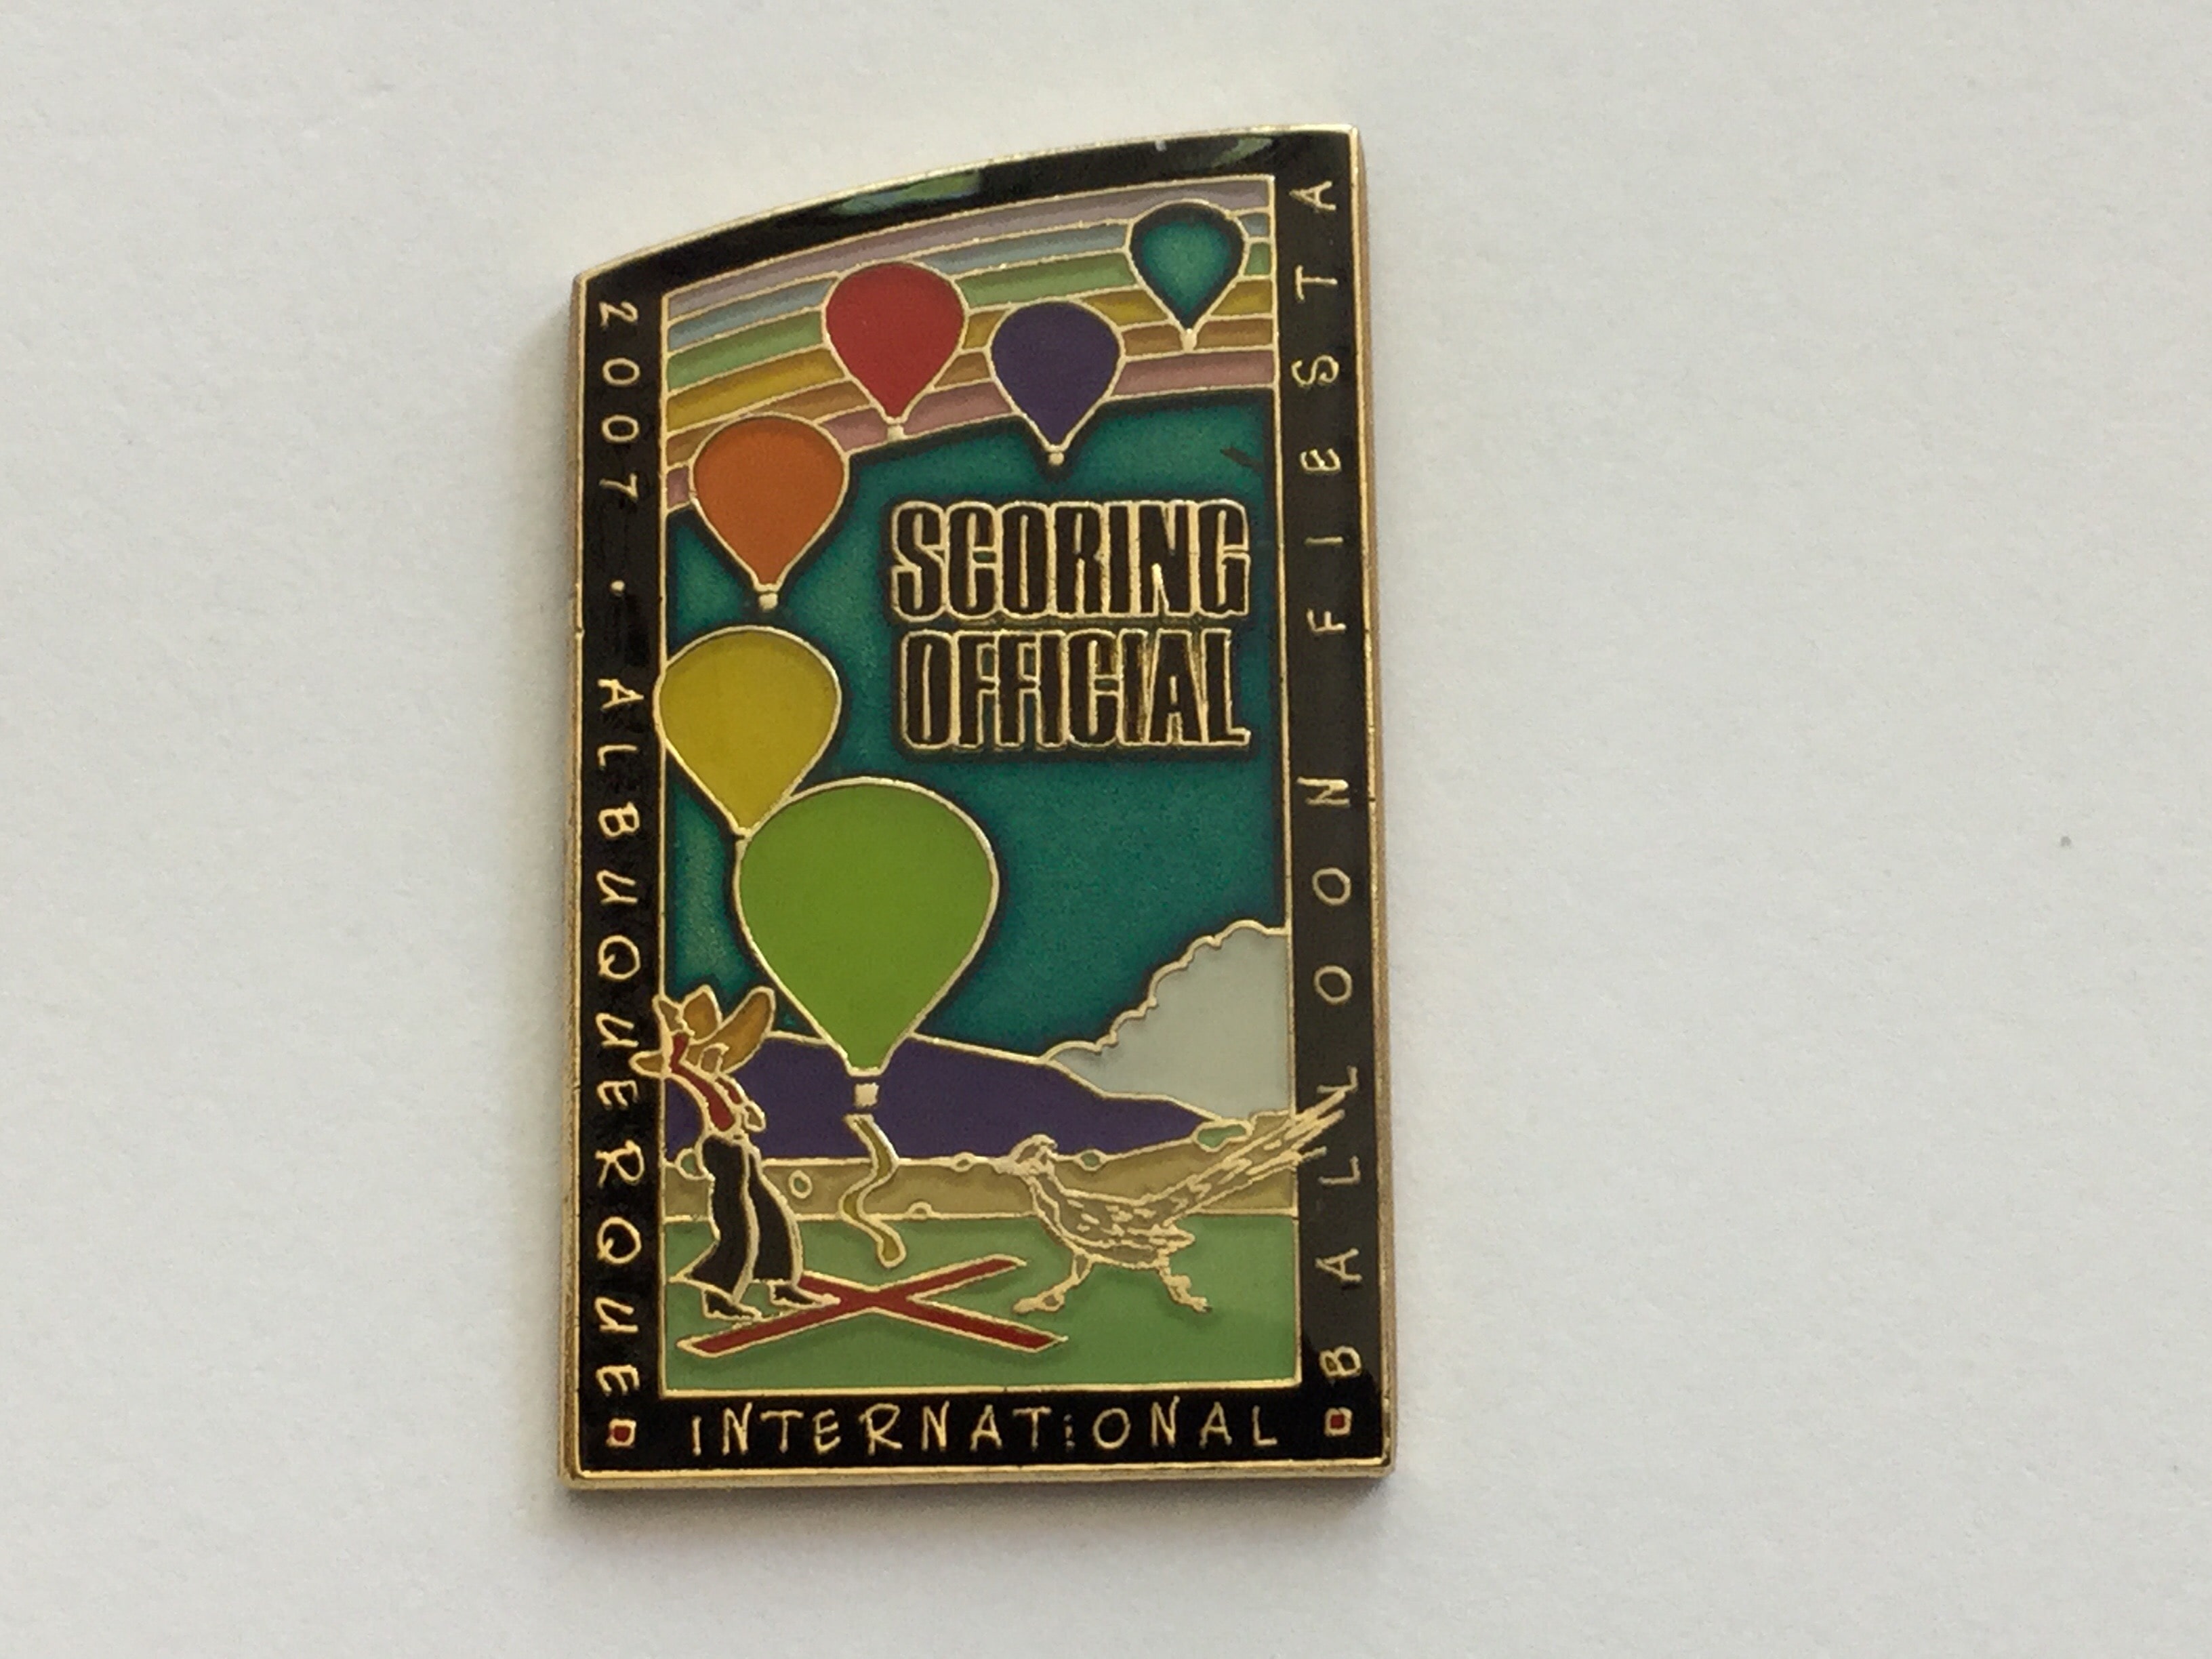 2007 · ALBUQUERQUE
INTERNATIONAL
BALLOON FIESTA
SCORING
OFFICIAL